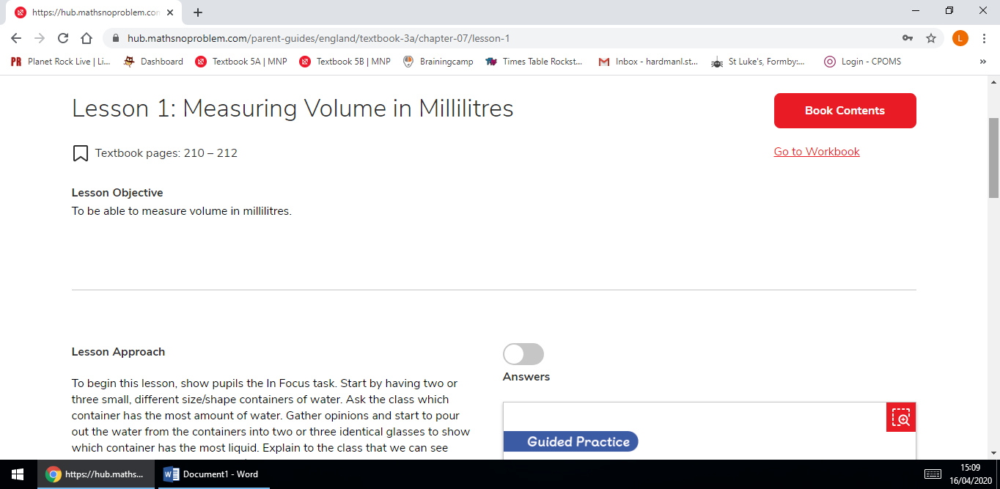 https://hub.mathsnoproblem.con
hub.mathsnoproblem.com/parent-guides/england/textbook-3a/chapter-07/lesson-1
L
PR Planet Rock Live | Li... Dashboard Textbook 5A | MNP Textbook 5B | MNP Brainingcamp Times Table Rockst... Inbox - hardmanl.st... St Luke's, Formby:... Login - CPOMS »
Lesson 1: Measuring Volume in Millilitres
Book Contents
Textbook pages: 210 – 212
Go to Workbook
Lesson Objective
To be able to measure volume in millilitres.
Lesson Approach
To begin this lesson, show pupils the In Focus task. Start by having two or
three small, different size/shape containers of water. Ask the class which
container has the most amount of water. Gather opinions and start to pour
out the water from the containers into two or three identical glasses to show
which container has the most liquid. Explain to the class that we can see
Answers
Guided Practice
https://hub.maths...
Document1 - Word
15:09
16/04/2020